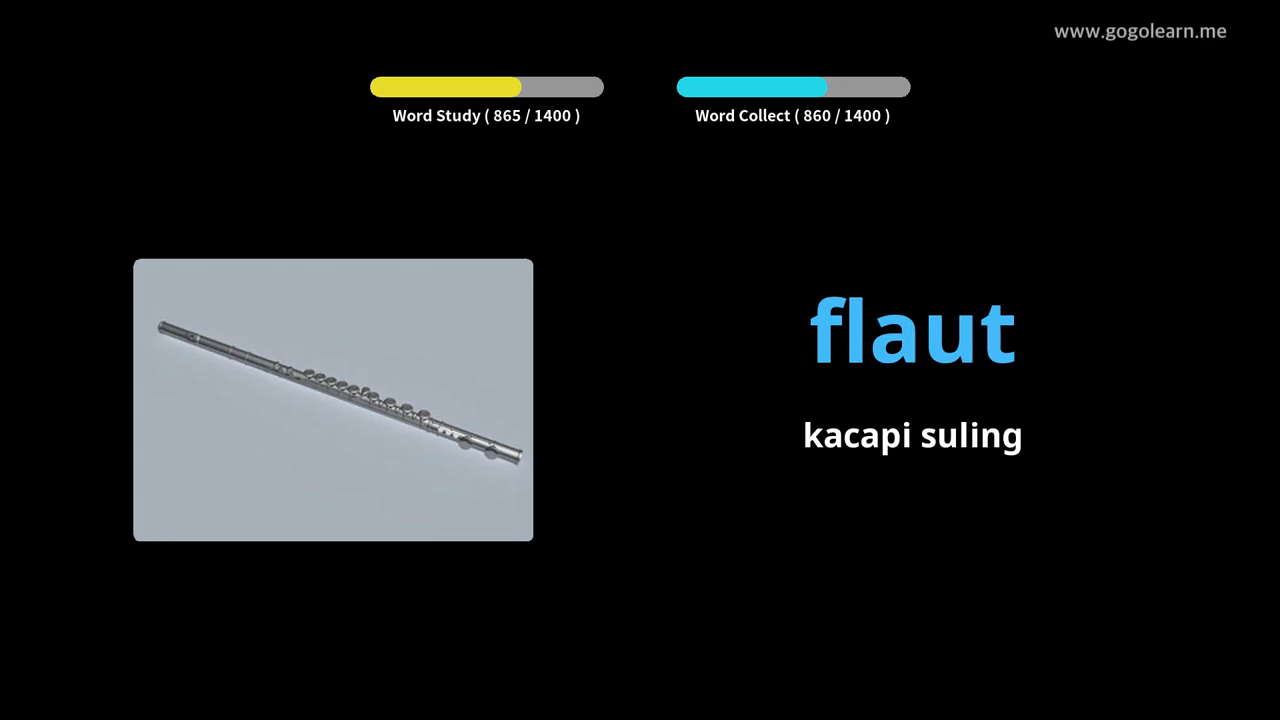 www.gogolearn.me
Word Study ( 865 / 1400 )
Word Collect ( 860 / 1400 )
flaut
kacapi suling